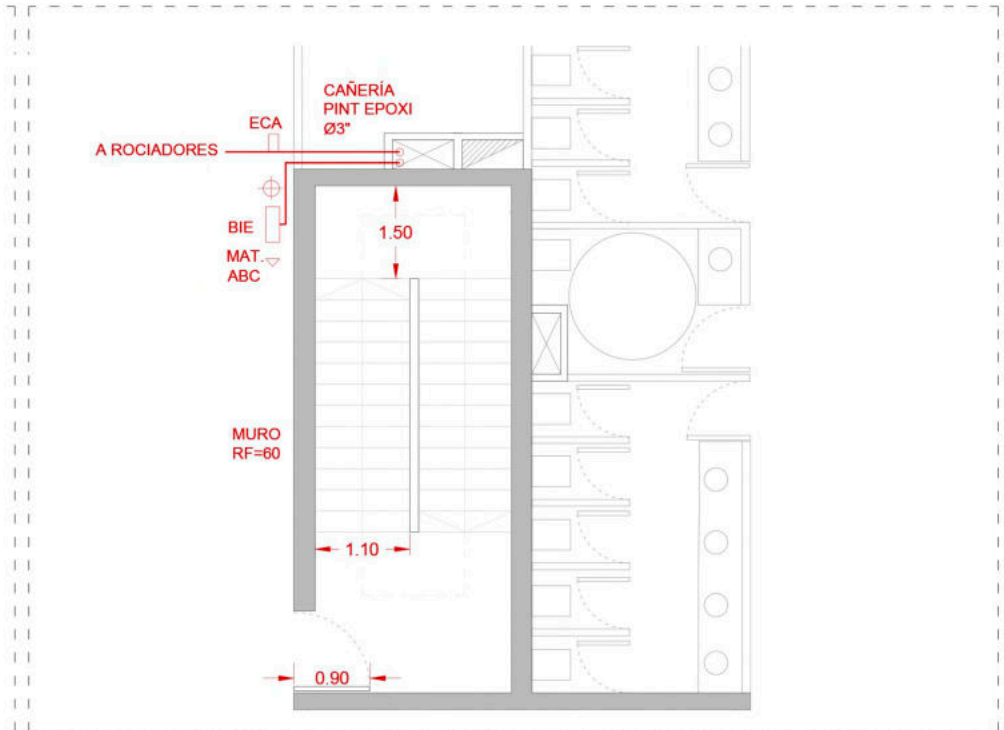 CAÑERÍA
PINT EPOXI
Ø3"
ECA
A ROCIADORES
BIE
1.50
MAT.
ABC
MURO
RF=60
1.10
0.90